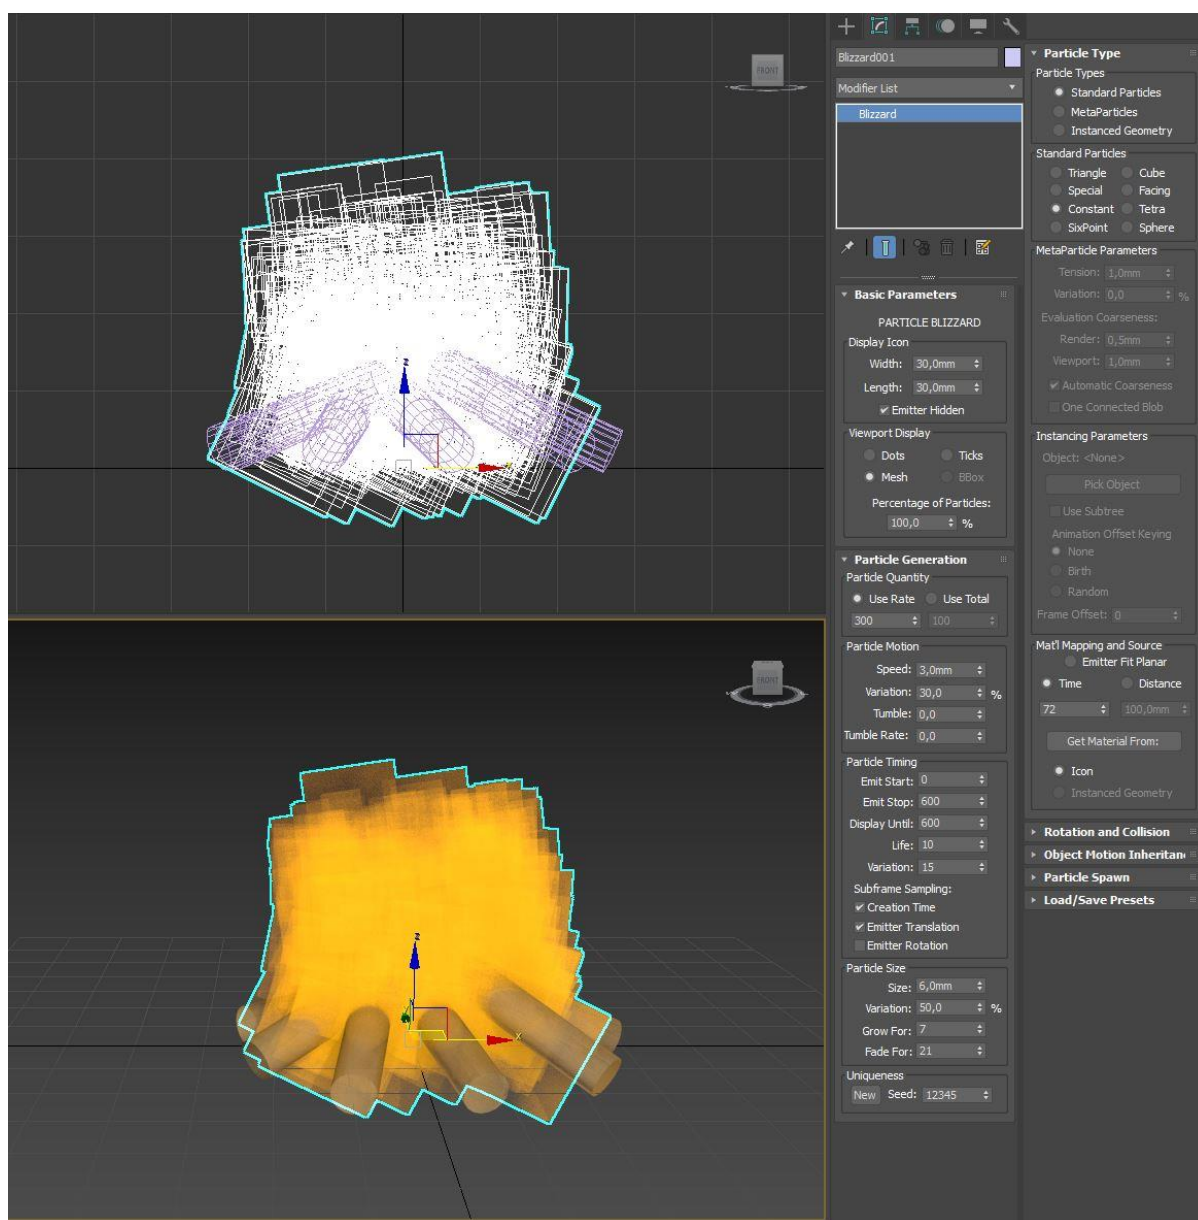 FRONT
z
x
FRONT
z
x
Blizzard001
Modifier List
Blizzard
Basic Parameters
PARTICLE BLIZZARD
Display Icon
Width: 30,0mm
Length: 30,0mm
Emitter Hidden
Viewport Display
Dots Ticks
Mesh BBox
Percentage of Particles:
100,0 %
Particle Generation
Particle Quantity
Use Rate Use Total
300 100
Particle Motion
Speed: 3,0mm
Variation: 30,0 %
Tumble: 0,0
Tumble Rate: 0,0
Particle Timing
Emit Start: 0
Emit Stop: 600
Display Until: 600
Life: 10
Variation: 15
Subframe Sampling:
Creation Time
Emitter Translation
Emitter Rotation
Particle Size
Size: 6,0mm
Variation: 50,0 %
Grow For: 7
Fade For: 21
Uniqueness
New Seed: 12345
Particle Type
Particle Types
Standard Particles
MetaParticles
Instanced Geometry
Standard Particles
Triangle Cube
Special Facing
Constant Tetra
SixPoint Sphere
MetaParticle Parameters
Tension: 1,0mm
Variation: 0,0 %
Evaluation Coarseness:
Render: 0,5mm
Viewport: 1,0mm
Automatic Coarseness
One Connected Blob
Instancing Parameters
Object: <None>
Pick Object
Use Subtree
Animation Offset Keying
None
Birth
Random
Frame Offset: 0
Mat'l Mapping and Source
Emitter Fit Planar
Time Distance
72 100,0mm
Get Material From:
Icon
Instanced Geometry
Rotation and Collision
Object Motion Inheritan
Particle Spawn
Load/Save Presets